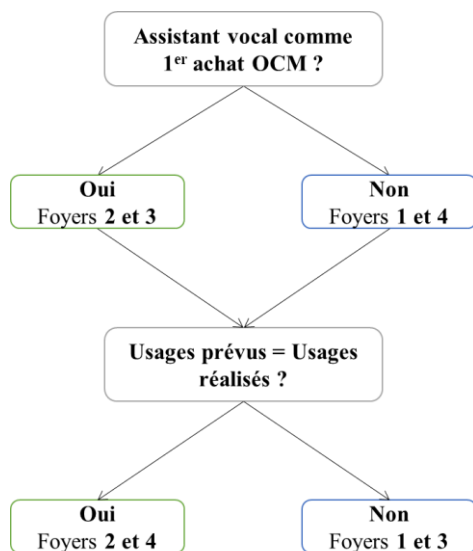 Assistant vocal comme
1er achat OCM ?
Oui
Foyers 2 et 3
Non
Foyers 1 et 4
Usages prévus = Usages
réalisés ?
Oui
Foyers 2 et 4
Non
Foyers 1 et 3